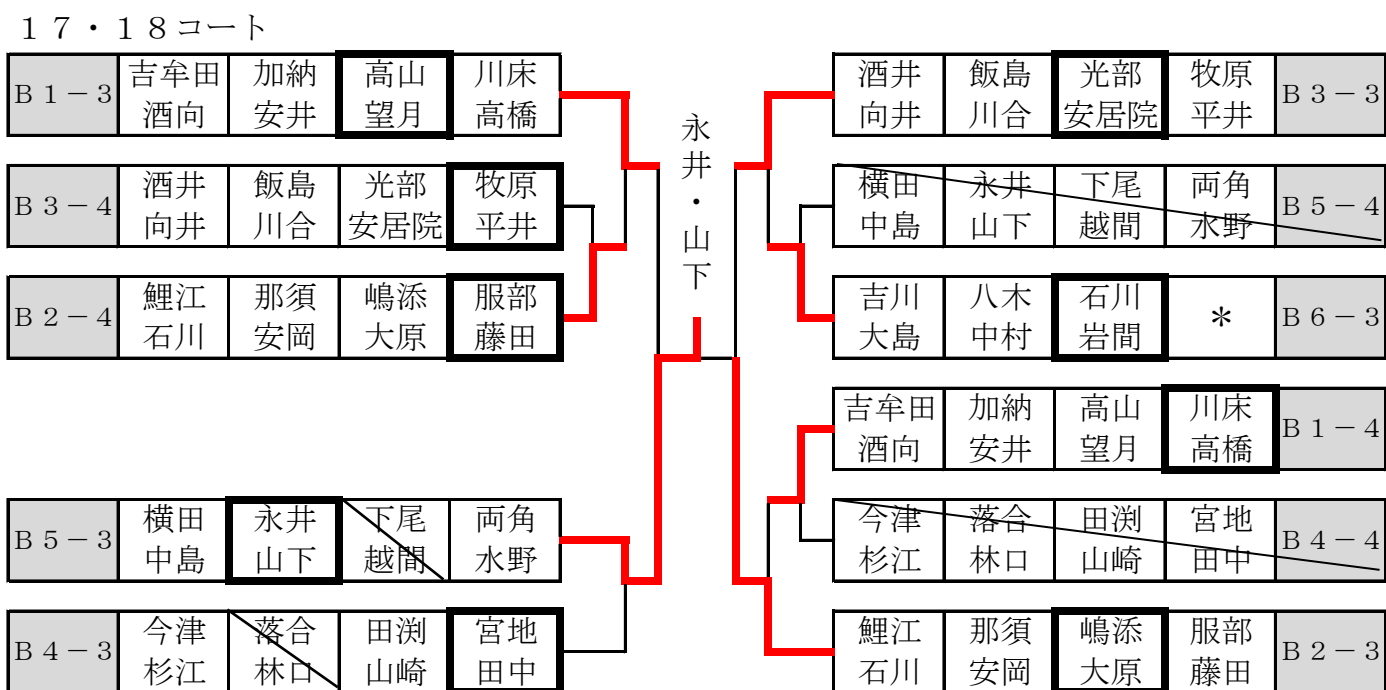 １７・１８コート
Ｂ１－３ 吉牟田 加納 高山 川床
酒向 安井 望月 高橋
Ｂ３－４ 酒井 飯島 光部 牧原
向井 川合 安居院 平井
Ｂ２－４ 鯉江 那須 嶋添 服部
石川 安岡 大原 藤田
Ｂ５－３ 横田 永井 下尾 両角
中島 山下 越間 水野
Ｂ４－３ 今津 落合 田渕 宮地
杉江 林口 山崎 田中
永井・山下
酒井 飯島 光部 牧原 Ｂ３－３
向井 川合 安居院 平井
横田 永井 下尾 両角 Ｂ５－４
中島 山下 越間 水野
吉川 八木 石川 ＊ Ｂ６－３
大島 中村 岩間
吉牟田 加納 高山 川床 Ｂ１－４
酒向 安井 望月 高橋
今津 落合 田渕 宮地 Ｂ４－４
杉江 林口 山崎 田中
鯉江 那須 嶋添 服部 Ｂ２－３
石川 安岡 大原 藤田